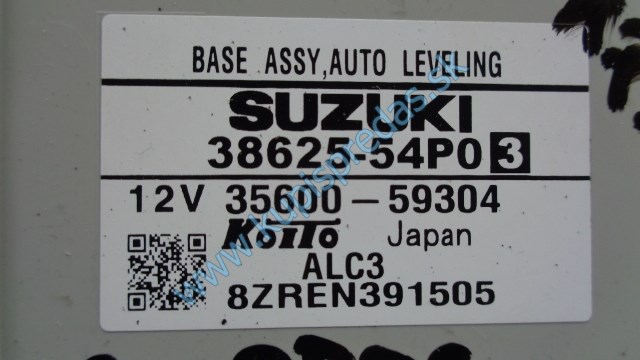 BASE ASSY,AUTO LEVELING
SUZUKI
38625-54P0 3
12V 35600-59304
KOITO Japan
ALC3
8ZREN391505
www.kupispredas.sk